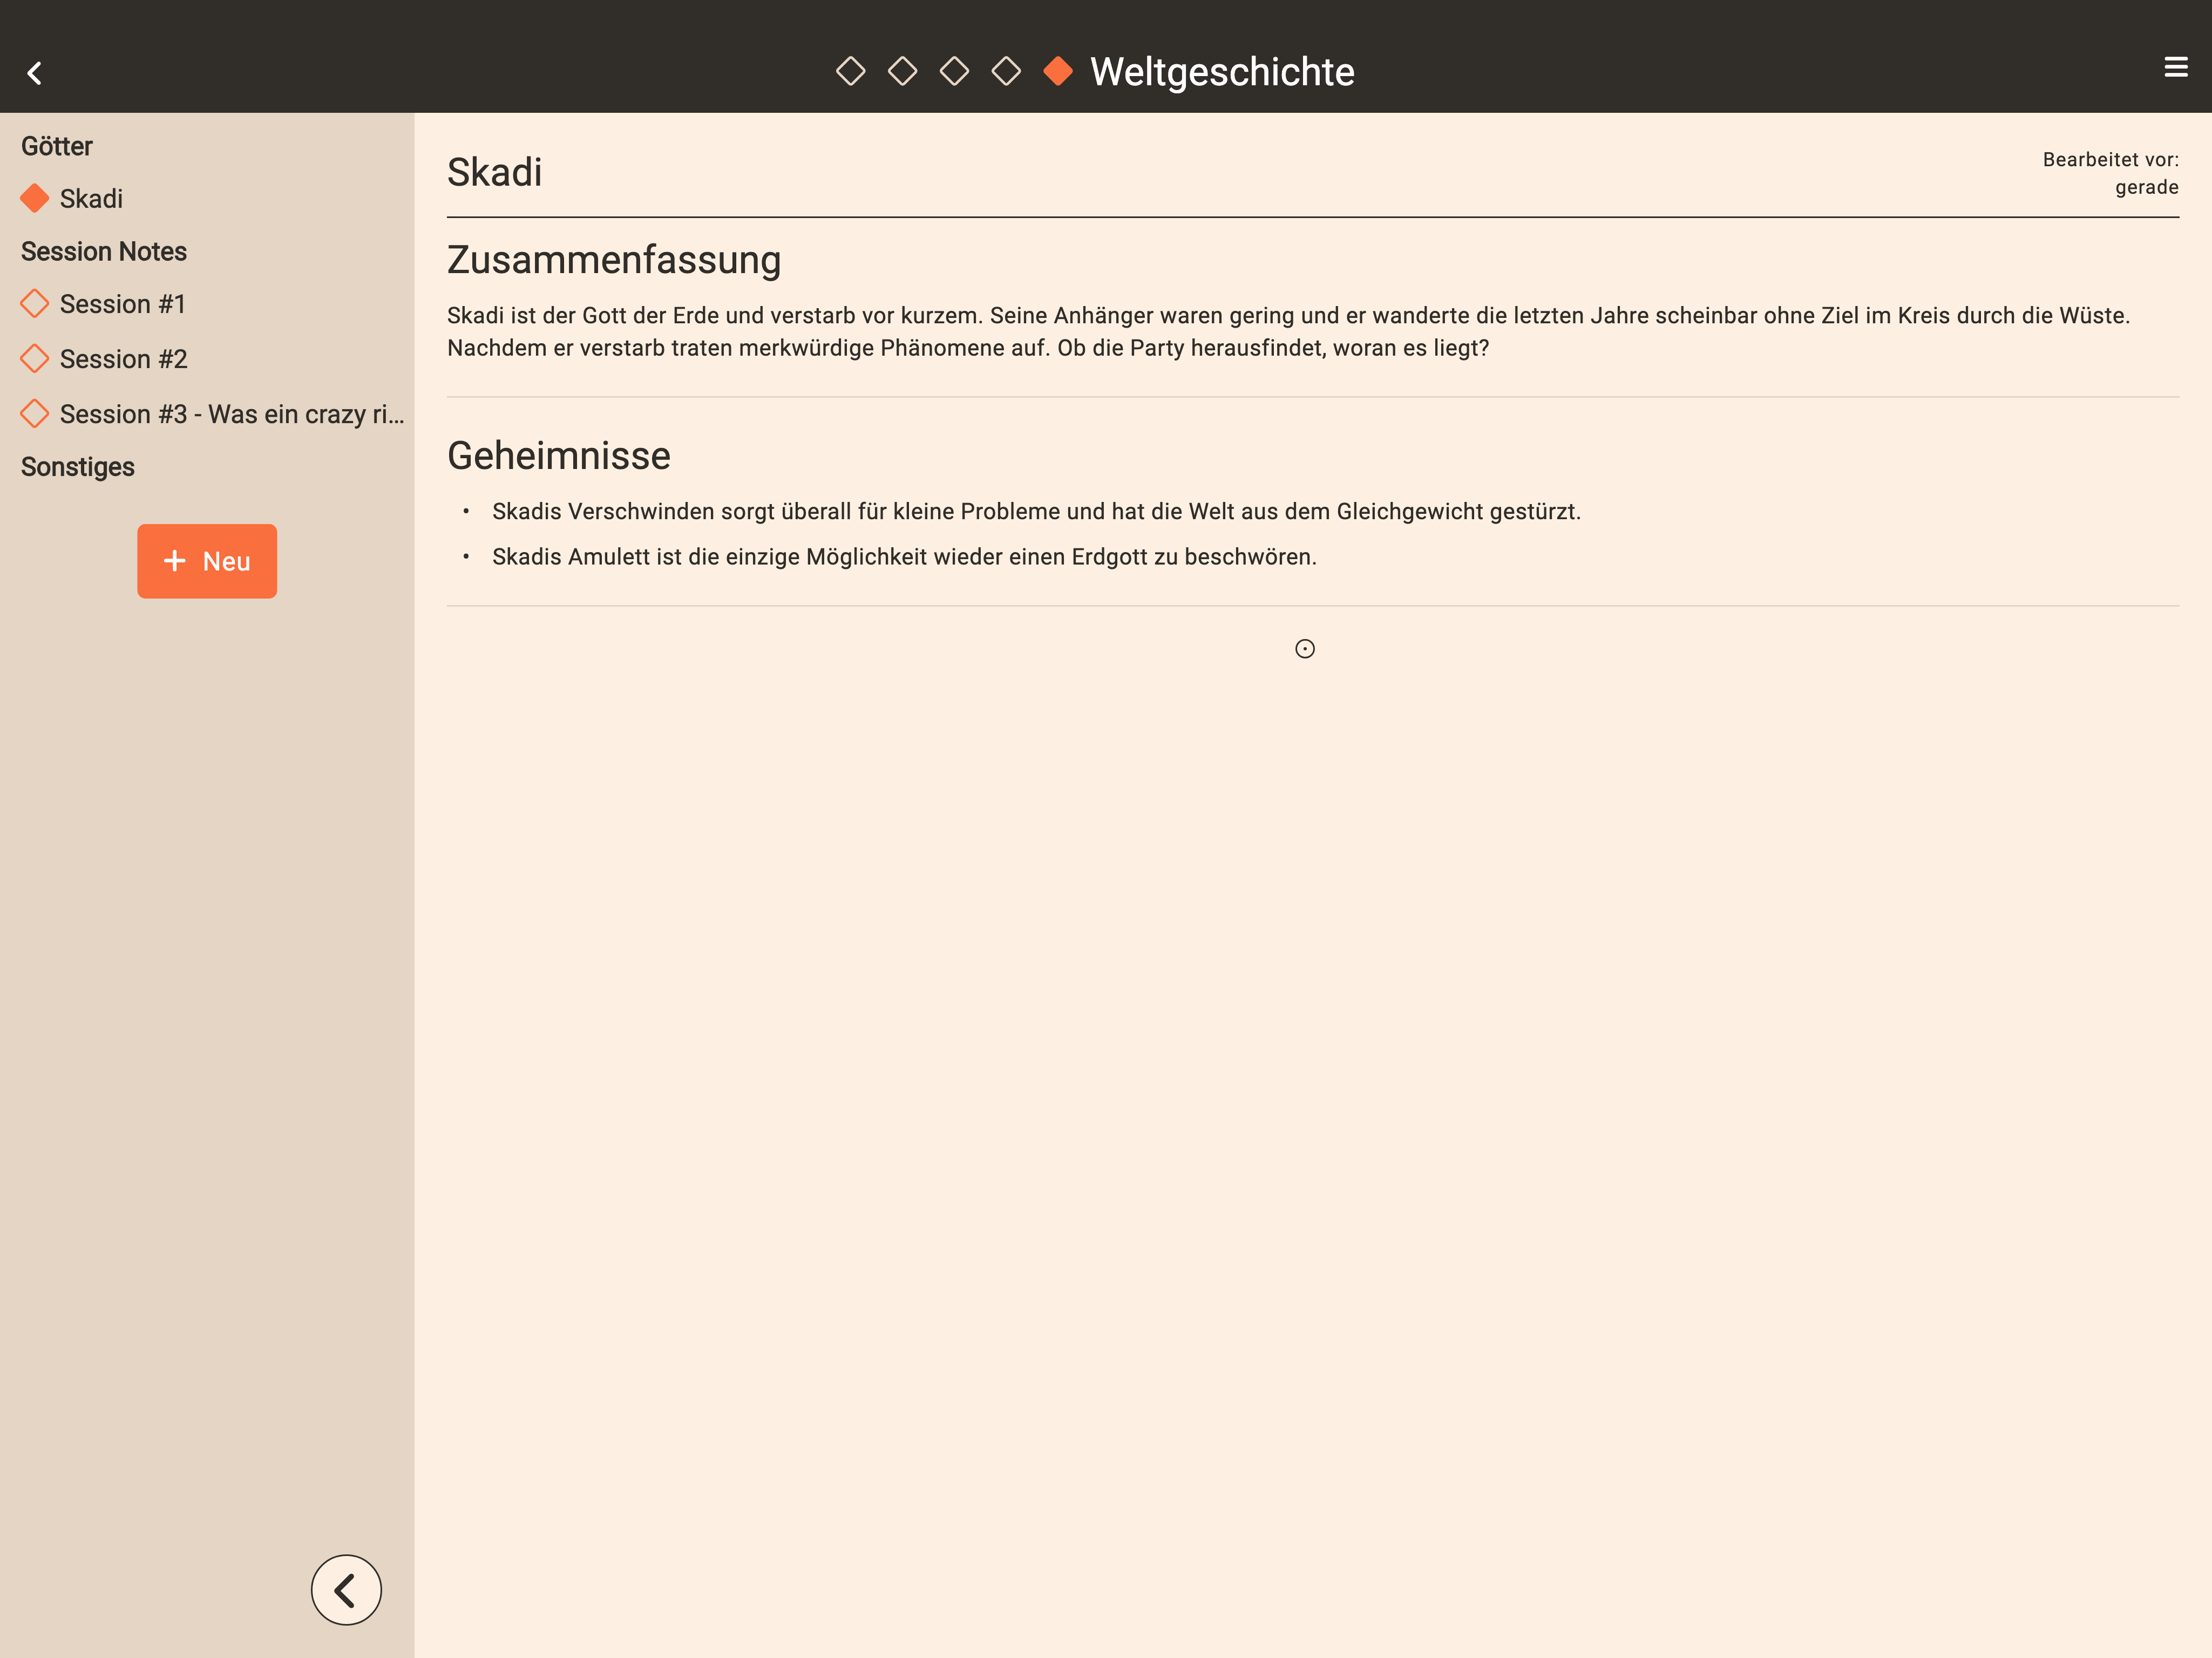 Weltgeschichte
Götter
Skadi
Session Notes
Session #1
Session #2
Session #3 - Was ein crazy ri...
Sonstiges
Neu
Skadi
Bearbeitet vor:
gerade
Zusammenfassung
Skadi ist der Gott der Erde und verstarb vor kurzem. Seine Anhänger waren gering und er wanderte die letzten Jahre scheinbar ohne Ziel im Kreis durch die Wüste.
Nachdem er verstarb traten merkwürdige Phänomene auf. Ob die Party herausfindet, woran es liegt?
Geheimnisse
• Skadis Verschwinden sorgt überall für kleine Probleme und hat die Welt aus dem Gleichgewicht gestürzt.
• Skadis Amulett ist die einzige Möglichkeit wieder einen Erdgott zu beschwören.